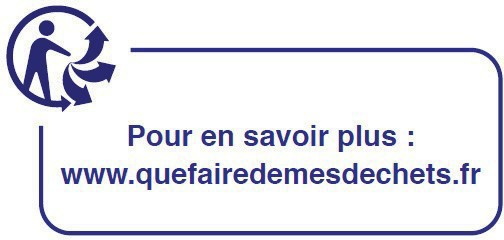 Pour en savoir plus :
www.quefairedemesdechets.fr